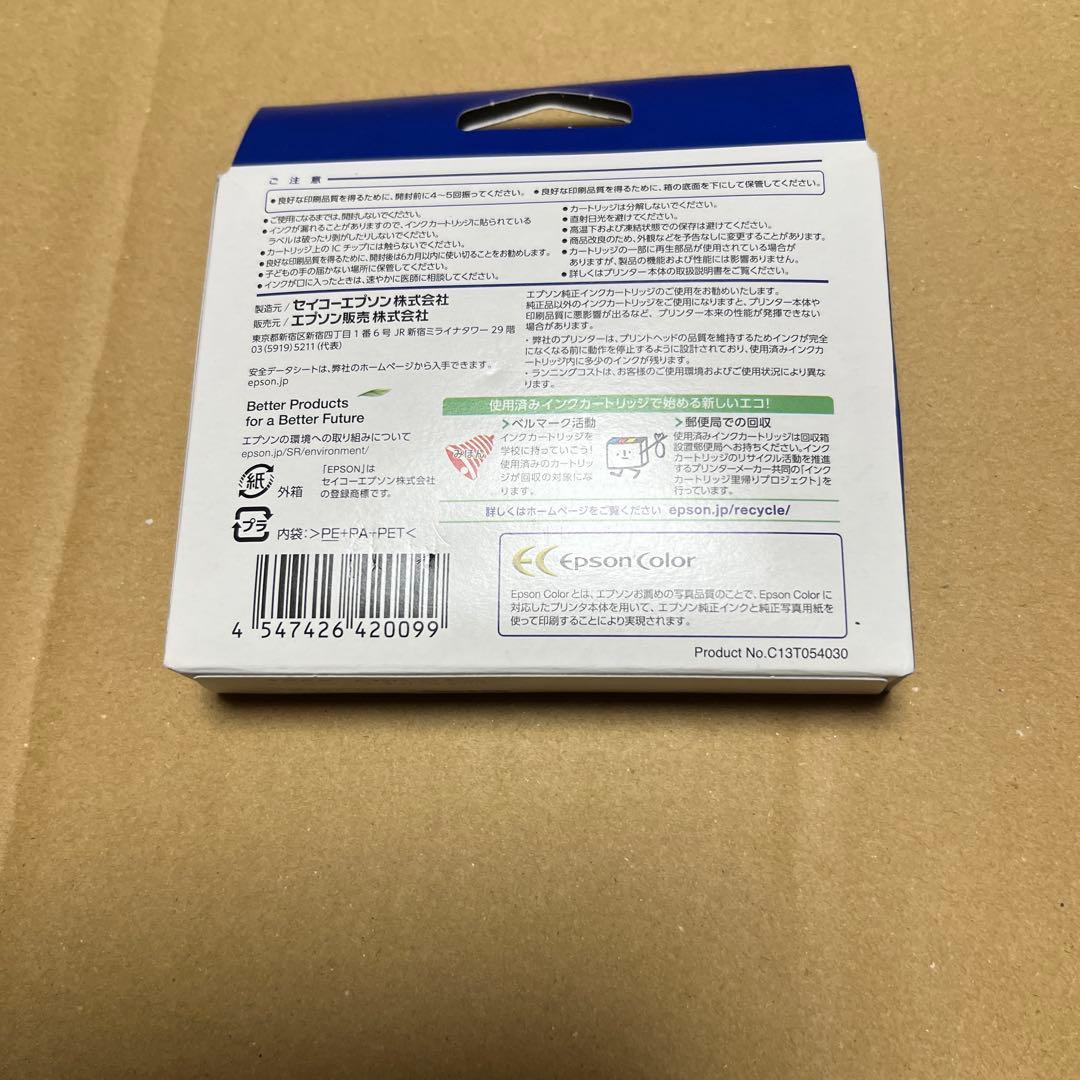 ご 注 意
●良好な印刷品質を得るために、開封前に4～5回振ってください。 ●良好な印刷品質を得るために、箱の底面を下にして保管してください。
●ご使用になるまでは、開封しないでください。
●インクが漏れることがありますので、インクカートリッジに貼られている
ラベルは破ったり剥がしたりしないでください。
●カートリッジ上のICチップには触らないでください。
●良好な印刷品質を得るために、開封後は6カ月以内に使い切ることをお勧めします。
●子どもの手の届かない場所に保管してください。
●インクが口に入ったときは、速やかに医師に相談してください。
●カートリッジは分解しないでください。
●直射日光を避けてください。
●高温下および凍結状態での保存は避けてください。
●商品改良のため、外観などを予告なしに変更することがあります。
●カートリッジの一部に再生部品が使用されている場合が
ありますが、製品の機能および性能には影響ありません。
●詳しくはプリンター本体の取扱説明書をご覧ください。
製造元/セイコーエプソン株式会社
販売元/エプソン販売 株式会社
東京都新宿区新宿四丁目1番6号 JR新宿ミライナタワー 29階
03(5919)5211(代表)
安全データシートは、弊社のホームページから入手できます。
epson.jp
Better Products
for a Better Future
エプソンの環境への取り組みについて
epson.jp/SR/environment/
紙 外箱
「EPSON」は
セイコーエプソン株式会社
の登録商標です。
プラ 内袋:>PE+PA+PET<
4 547426 420099
エプソン純正インクカートリッジのご使用をお勧めいたします。
純正品以外のインクカートリッジをご使用になりますと、プリンター本体や
印刷品質に悪影響が出るなど、プリンター本来の性能が発揮できない
場合があります。
・弊社のプリンターは、プリントヘッドの品質を維持するためインクが完全
になくなる前に動作を停止するように設計されており、使用済みインクカ
ートリッジ内に多少のインクが残ります。
・ランニングコストは、お客様のご使用環境およびご使用状況により異な
ります。
使用済みインクカートリッジで始める新しいエコ!
>ベルマーク活動
みほん
インクカートリッジを
学校に持っていこう!
使用済みのカートリッ
ジが回収の対象にな
ります。
>郵便局での回収
使用済みインクカートリッジは回収箱
設置郵便局へお持ちください。インク
カートリッジのリサイクル活動を推進
するプリンターメーカー共同の「インク
カートリッジ里帰りプロジェクト」を
行っています。
詳しくはホームページをご覧ください epson.jp/recycle/
EC Epson Color
Epson Colorとは、エプソンお薦めの写真品質のことで、Epson Colorに
対応したプリンタ本体を用いて、エプソン純正インクと純正写真用紙を
使って印刷することにより実現されます。
Product No.C13T054030